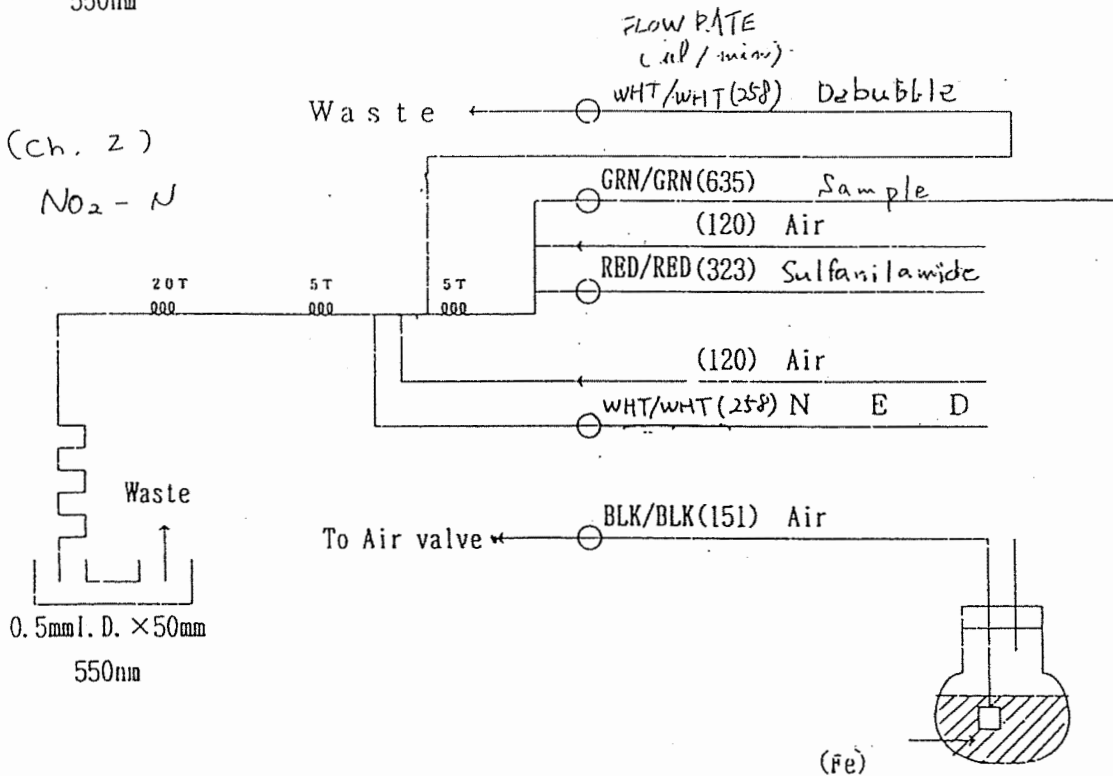 550nm
FLOW RATE
(ul/min)
WHT/WHT(258) Debubble
Waste
(Ch. 2)
NO2-N
GRN/GRN(635) Sample
(120) Air
RED/RED(323) Sulfanilamide
20T 5T 5T
(120) Air
WHT/WHT(258) N E D
Waste
BLK/BLK(151) Air
To Air valve
0.5mmI.D.×50mm
550nm
(Fe)